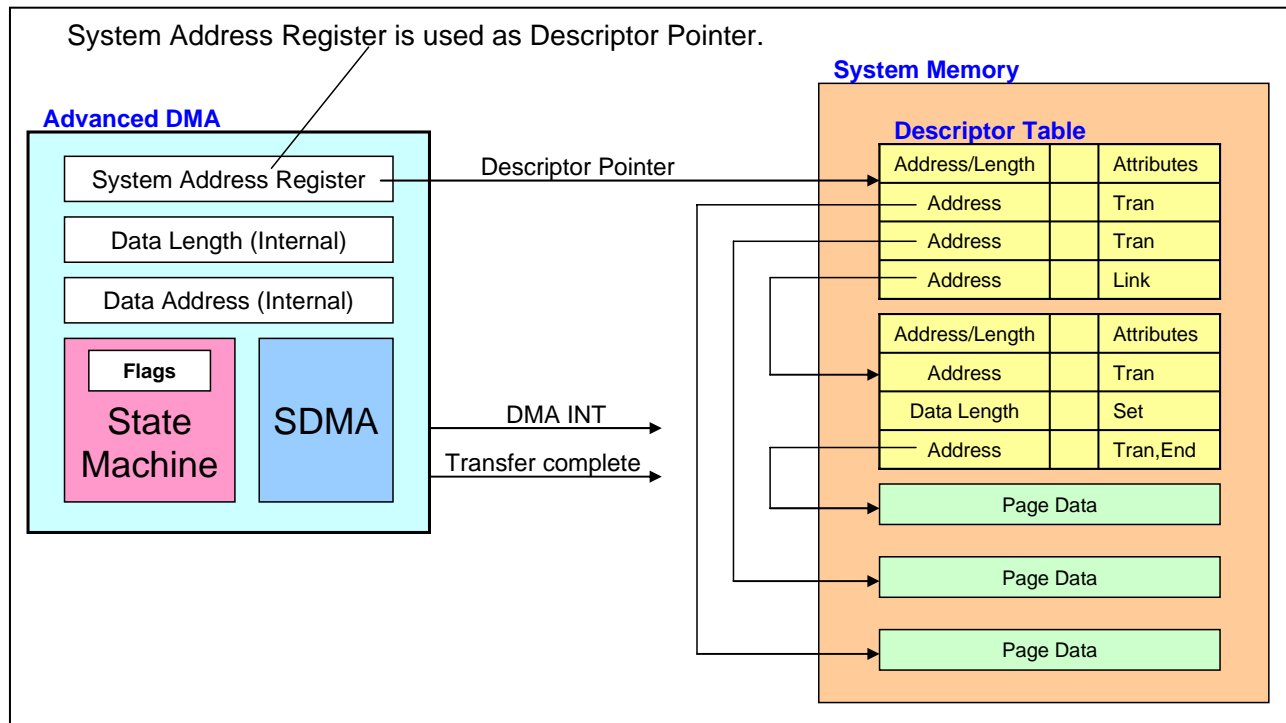 System Address Register is used as Descriptor Pointer.
System Memory
Advanced DMA
Descriptor Table
System Address Register
Descriptor Pointer
Address/Length Attributes
Address Tran
Data Length (Internal)
Address Tran
Address Link
Data Address (Internal)
Address/Length Attributes
Flags
Address Tran
State
Machine
SDMA
DMA INT
Data Length Set
Transfer complete
Address Tran,End
Page Data
Page Data
Page Data